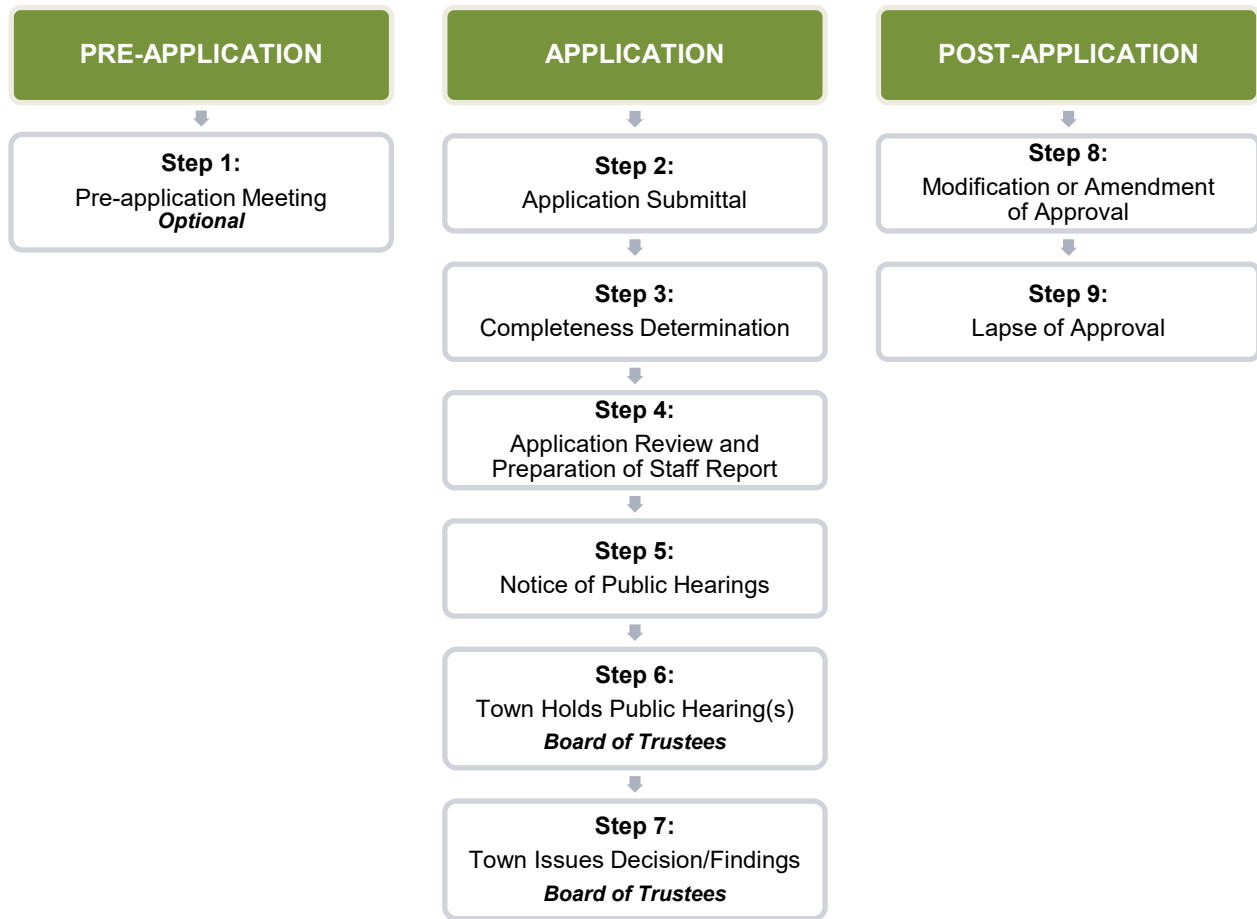 PRE-APPLICATION
Step 1:
Pre-application Meeting
Optional
APPLICATION
Step 2:
Application Submittal
Step 3:
Completeness Determination
Step 4:
Application Review and
Preparation of Staff Report
Step 5:
Notice of Public Hearings
Step 6:
Town Holds Public Hearing(s)
Board of Trustees
Step 7:
Town Issues Decision/Findings
Board of Trustees
POST-APPLICATION
Step 8:
Modification or Amendment
of Approval
Step 9:
Lapse of Approval